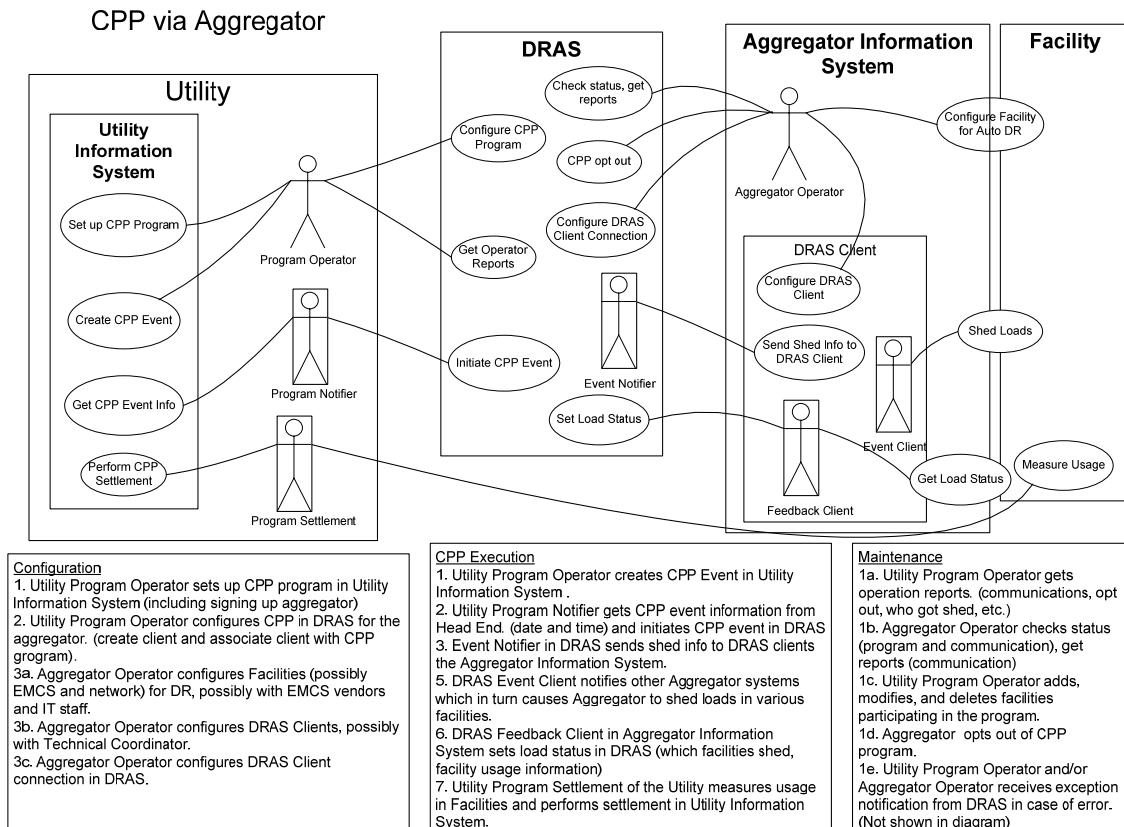 CPP via Aggregator
Utility
Utility
Information
System
Set up CPP Program
Create CPP Event
Get CPP Event Info
Perform CPP
Settlement
Program Operator
Program Notifier
Program Settlement
DRAS
Check status, get
reports
Configure CPP
Program
CPP opt out
Configure DRAS
Client Connection
Get Operator
Reports
Initiate CPP Event
Event Notifier
Set Load Status
Aggregator Information
System
Aggregator Operator
DRAS Client
Configure DRAS
Client
Send Shed Info to
DRAS Client
Event Client
Feedback Client
Get Load Status
Facility
Configure Facility
for Auto DR
Shed Loads
Measure Usage
Configuration
1. Utility Program Operator sets up CPP program in Utility
Information System (including signing up aggregator)
2. Utility Program Operator configures CPP in DRAS for the
aggregator. (create client and associate client with CPP
grogram).
3a. Aggregator Operator configures Facilities (possibly
EMCS and network) for DR, possibly with EMCS vendors
and IT staff.
3b. Aggregator Operator configures DRAS Clients, possibly
with Technical Coordinator.
3c. Aggregator Operator configures DRAS Client
connection in DRAS.
CPP Execution
1. Utility Program Operator creates CPP Event in Utility
Information System .
2. Utility Program Notifier gets CPP event information from
Head End. (date and time) and initiates CPP event in DRAS
3. Event Notifier in DRAS sends shed info to DRAS clients
the Aggregator Information System.
5. DRAS Event Client notifies other Aggregator systems
which in turn causes Aggregator to shed loads in various
facilities.
6. DRAS Feedback Client in Aggregator Information
System sets load status in DRAS (which facilities shed,
facility usage information)
7. Utility Program Settlement of the Utility measures usage
in Facilities and performs settlement in Utility Information
System.
Maintenance
1a. Utility Program Operator gets
operation reports. (communications, opt
out, who got shed, etc.)
1b. Aggregator Operator checks status
(program and communication), get
reports (communication)
1c. Utility Program Operator adds,
modifies, and deletes facilities
participating in the program.
1d. Aggregator opts out of CPP
program.
1e. Utility Program Operator and/or
Aggregator Operator receives exception
notification from DRAS in case of error.
(Not shown in diagram)